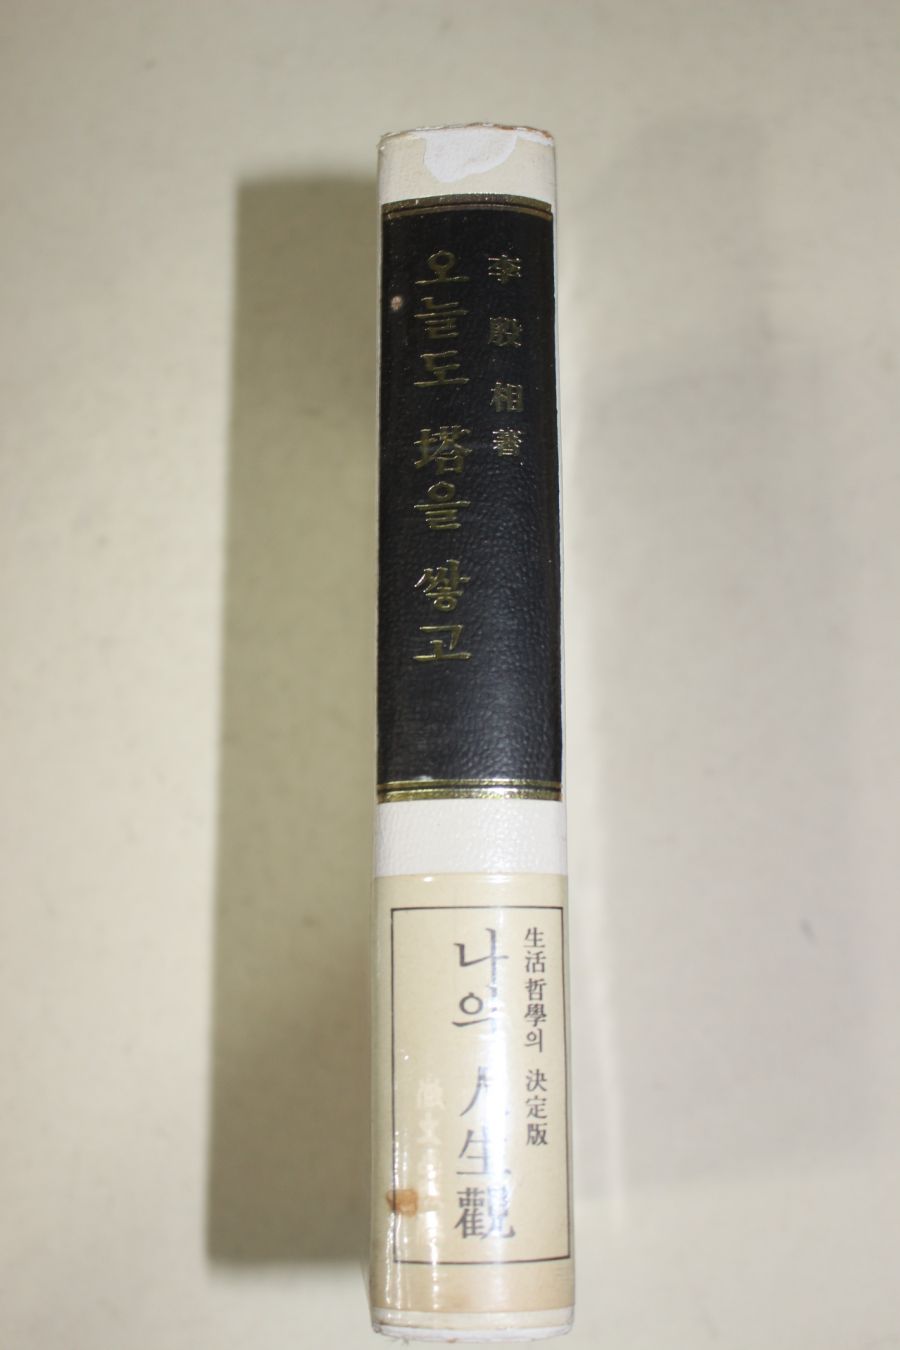 李殷相著
오늘도 塔을 쌓고
生活哲學의 決定版
나의 人生觀